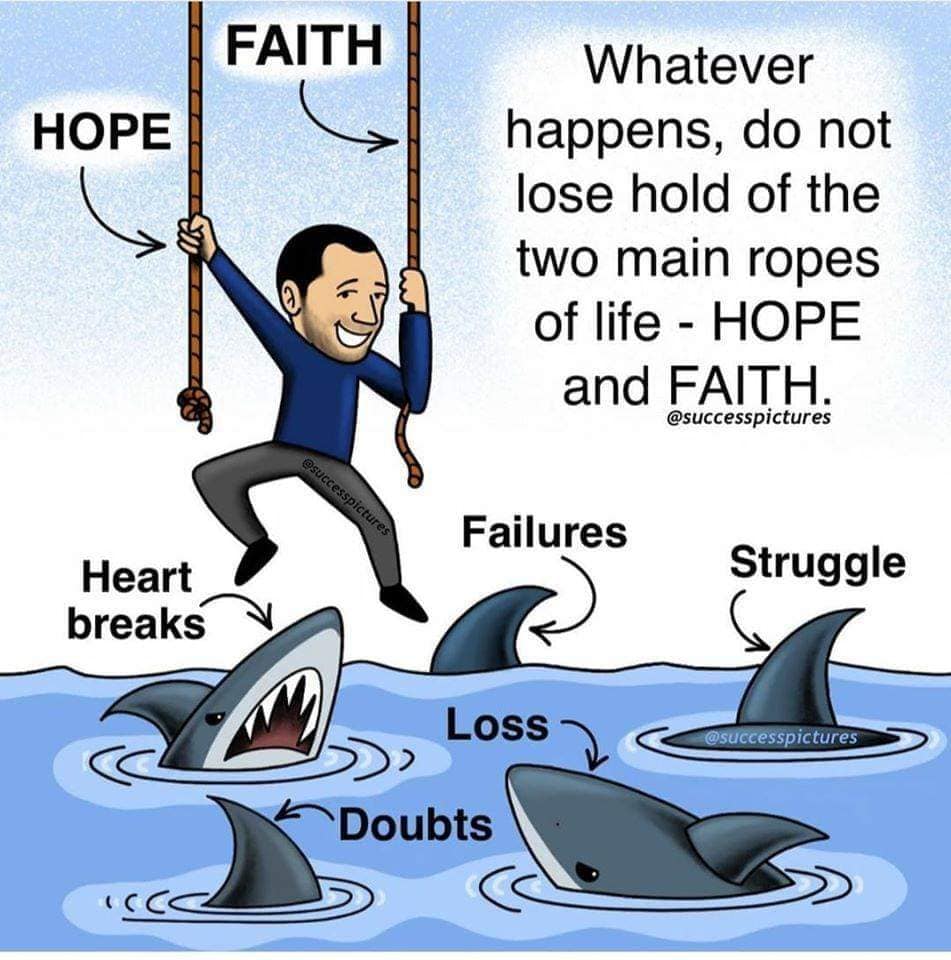 FAITH
HOPE
Whatever
happens, do not
lose hold of the
two main ropes
of life - HOPE
and FAITH.
@successpictures
@successpictures
Failures
Struggle
Heart
breaks
Loss
@successpictures
Doubts